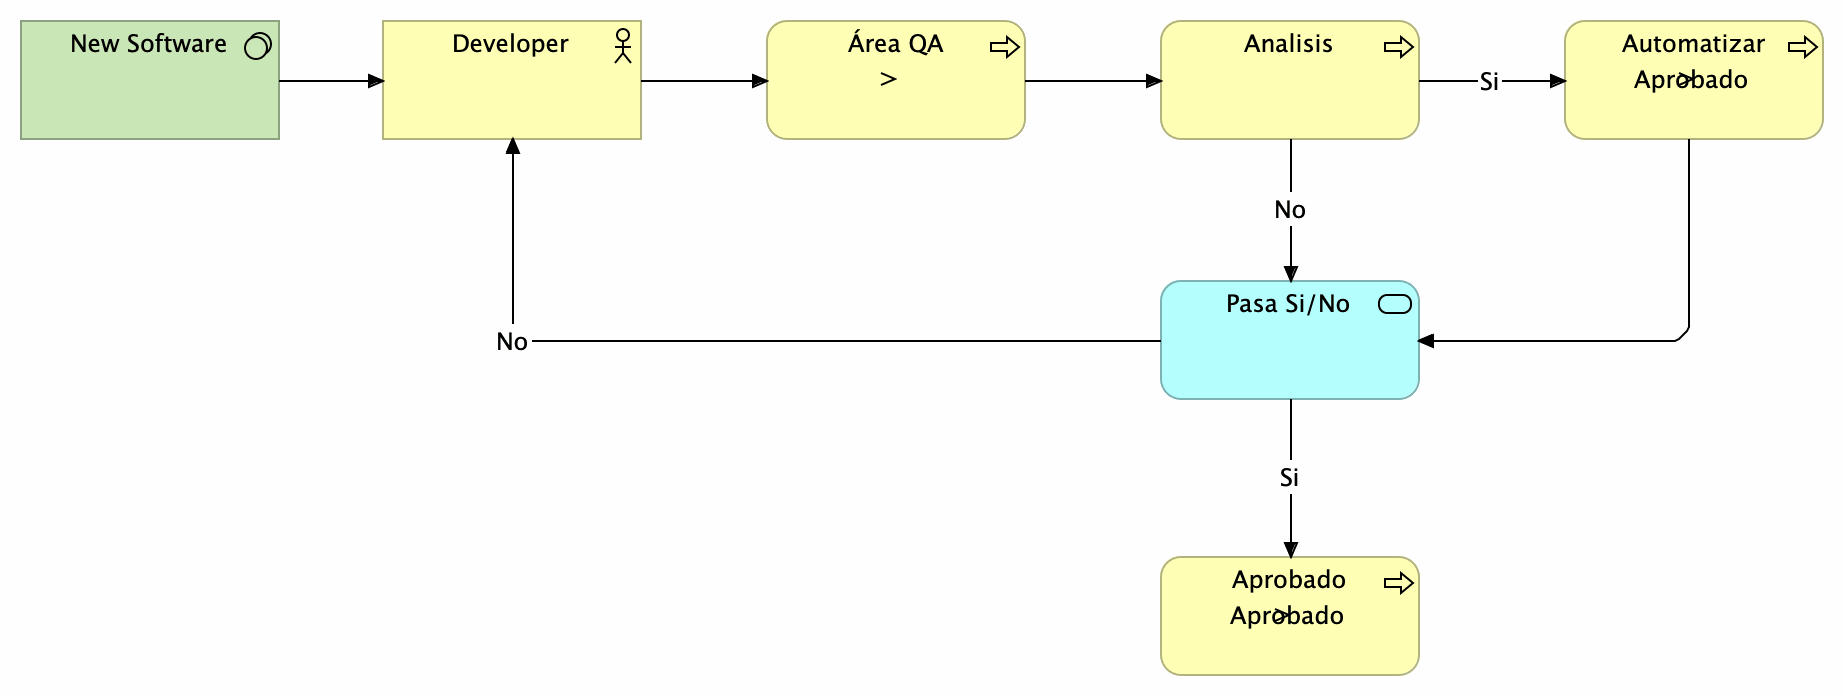 New Software
Developer
Área QA
>
Analisis
Si
Automatizar
Aprobado
>
No
Pasa Si/No
No
Si
Aprobado
Aprobado
>